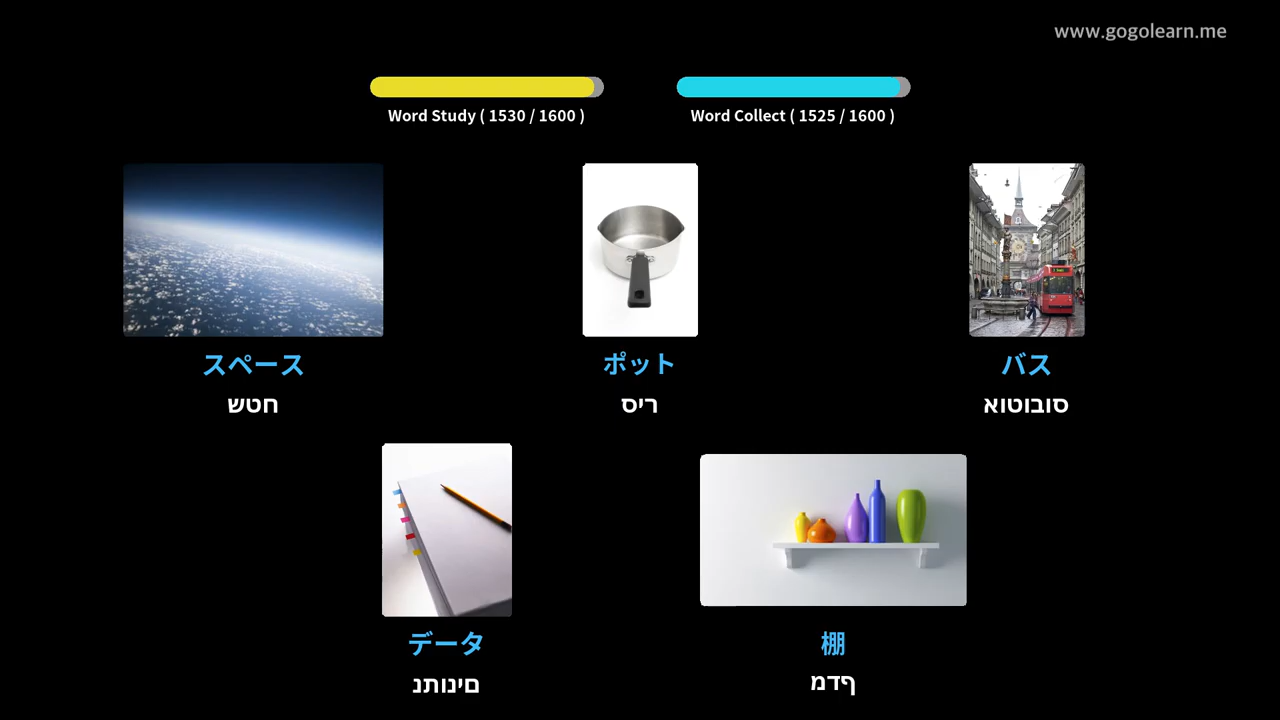 www.gogolearn.me
Word Study ( 1530 / 1600 )
Word Collect ( 1525 / 1600 )
スペース
שטח
ポット
סיר
バス
אוטובוס
データ
נתונים
棚
מדף